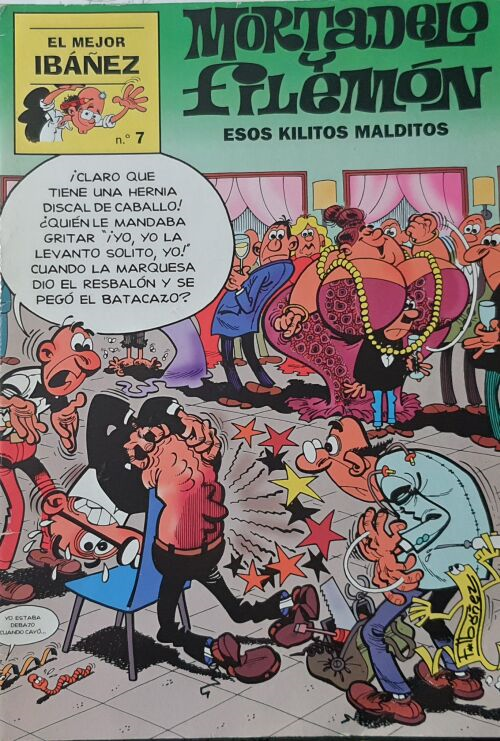 EL MEJOR
IBÁÑEZ
n.º 7
MORTADELO
Y
FILEMÓN
ESOS KILITOS MALDITOS
¡CLARO QUE
TIENE UNA HERNIA
DISCAL DE CABALLO!
¿QUIÉN LE MANDABA
GRITAR "¡YO, YO LA
LEVANTO SOLITO, YO!"
CUANDO LA MARQUESA
DIO EL RESBALÓN Y SE
PEGÓ EL BATACAZO?
YO ESTABA
DEBAJO
CUANDO CAYÓ...
F. Ibáñez